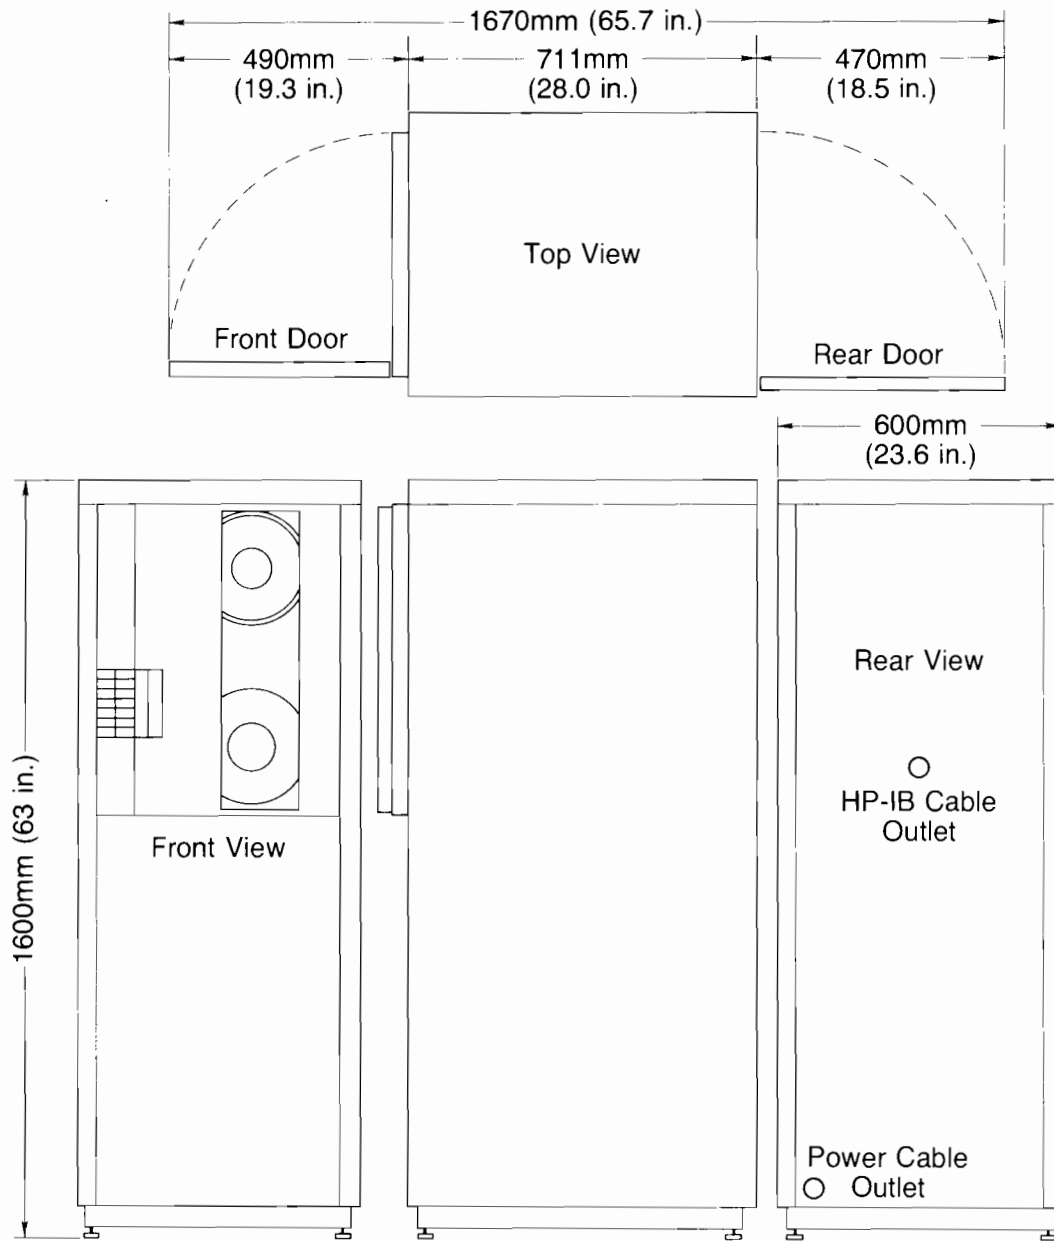 1670mm (65.7 in.)
490mm
(19.3 in.)
711mm
(28.0 in.)
470mm
(18.5 in.)
Top View
Front Door
Rear Door
600mm
(23.6 in.)
1600mm (63 in.)
Front View
Rear View
HP-IB Cable
Outlet
Power Cable
Outlet